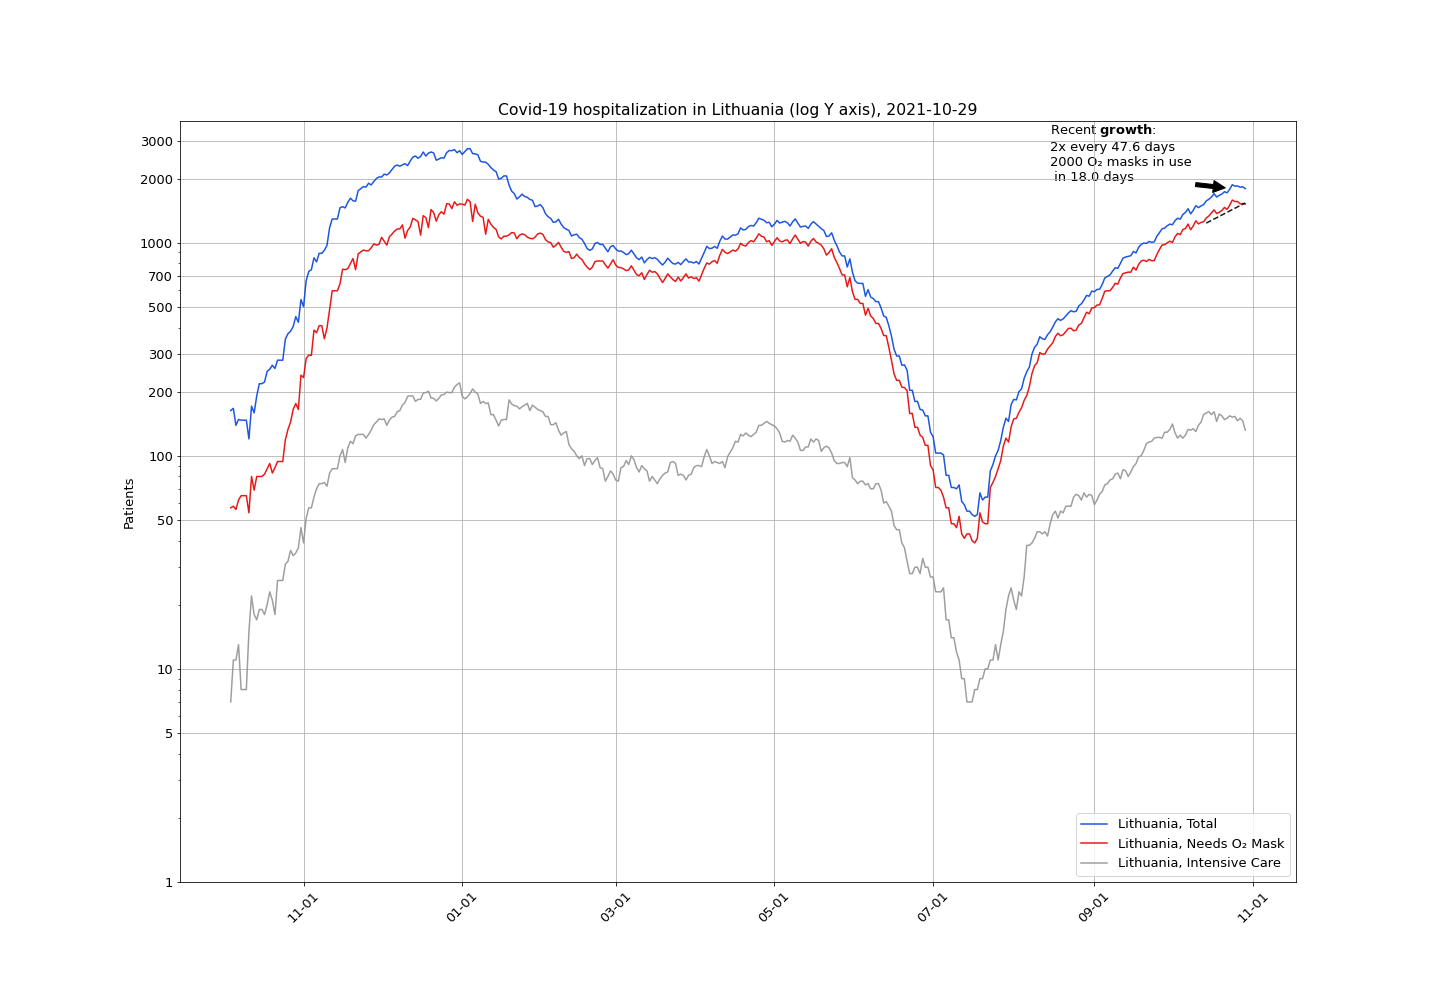 Covid-19 hospitalization in Lithuania (log Y axis), 2021-10-29
Recent growth:
2x every 47.6 days
2000 O₂ masks in use
in 18.0 days
3000
2000
1000
700
500
300
200
100
50
10
5
1
Patients
11-01
01-01
03-01
05-01
07-01
09-01
11-01
Lithuania, Total
Lithuania, Needs O₂ Mask
Lithuania, Intensive Care